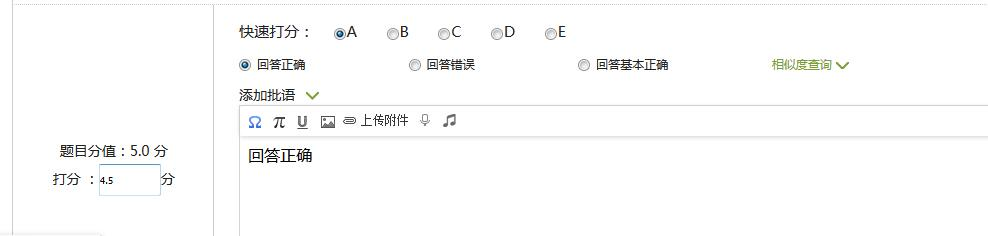 快速打分： A B C D E
回答正确 回答错误 回答基本正确 相似度查询
添加批语
Ω π U 上传附件
回答正确
题目分值：5.0 分
打分 ：4.5分